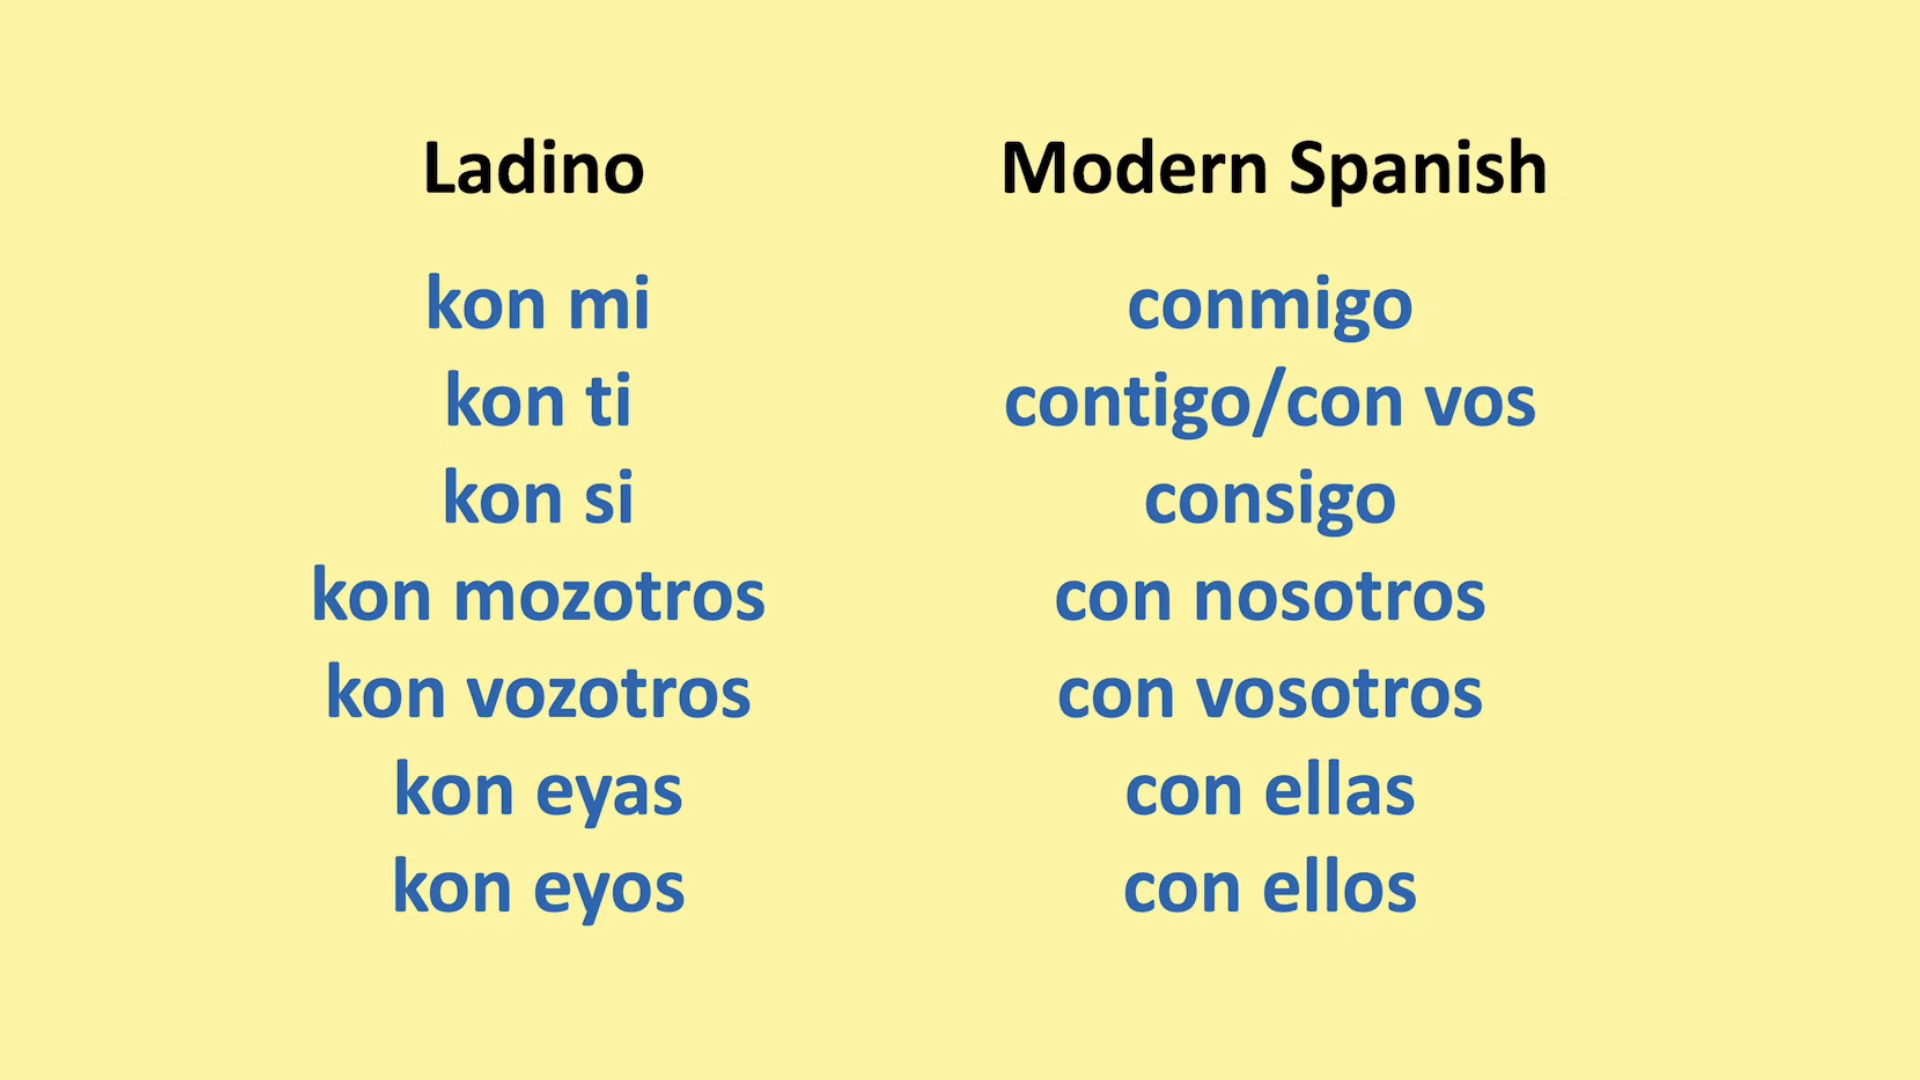 Ladino Modern Spanish
kon mi conmigo
kon ti contigo/con vos
kon si consigo
kon mozotros con nosotros
kon vozotros con vosotros
kon eyas con ellas
kon eyos con ellos